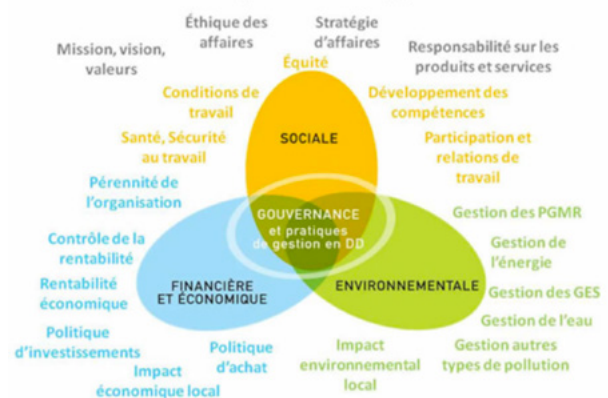 Éthique des
affaires
Stratégie
d'affaires
Mission, vision,
valeurs
Responsabilité sur les
produits et services
Équité
Conditions de
travail
Développement des
compétences
Santé, Sécurité
au travail
SOCIALE
Participation et
relations de
travail
Pérennité de
l'organisation
GOUVERNANCE
et pratiques
de gestion en DD
Gestion des PGMR
Contrôle de la
rentabilité
Gestion de
l'énergie
Rentabilité
économique
FINANCIÈRE
ET ÉCONOMIQUE
ENVIRONNEMENTALE
Gestion des GES
Gestion de l'eau
Politique
d'investissements
Politique
d'achat
Impact
environnemental
local
Gestion autres
types de pollution
Impact
économique local